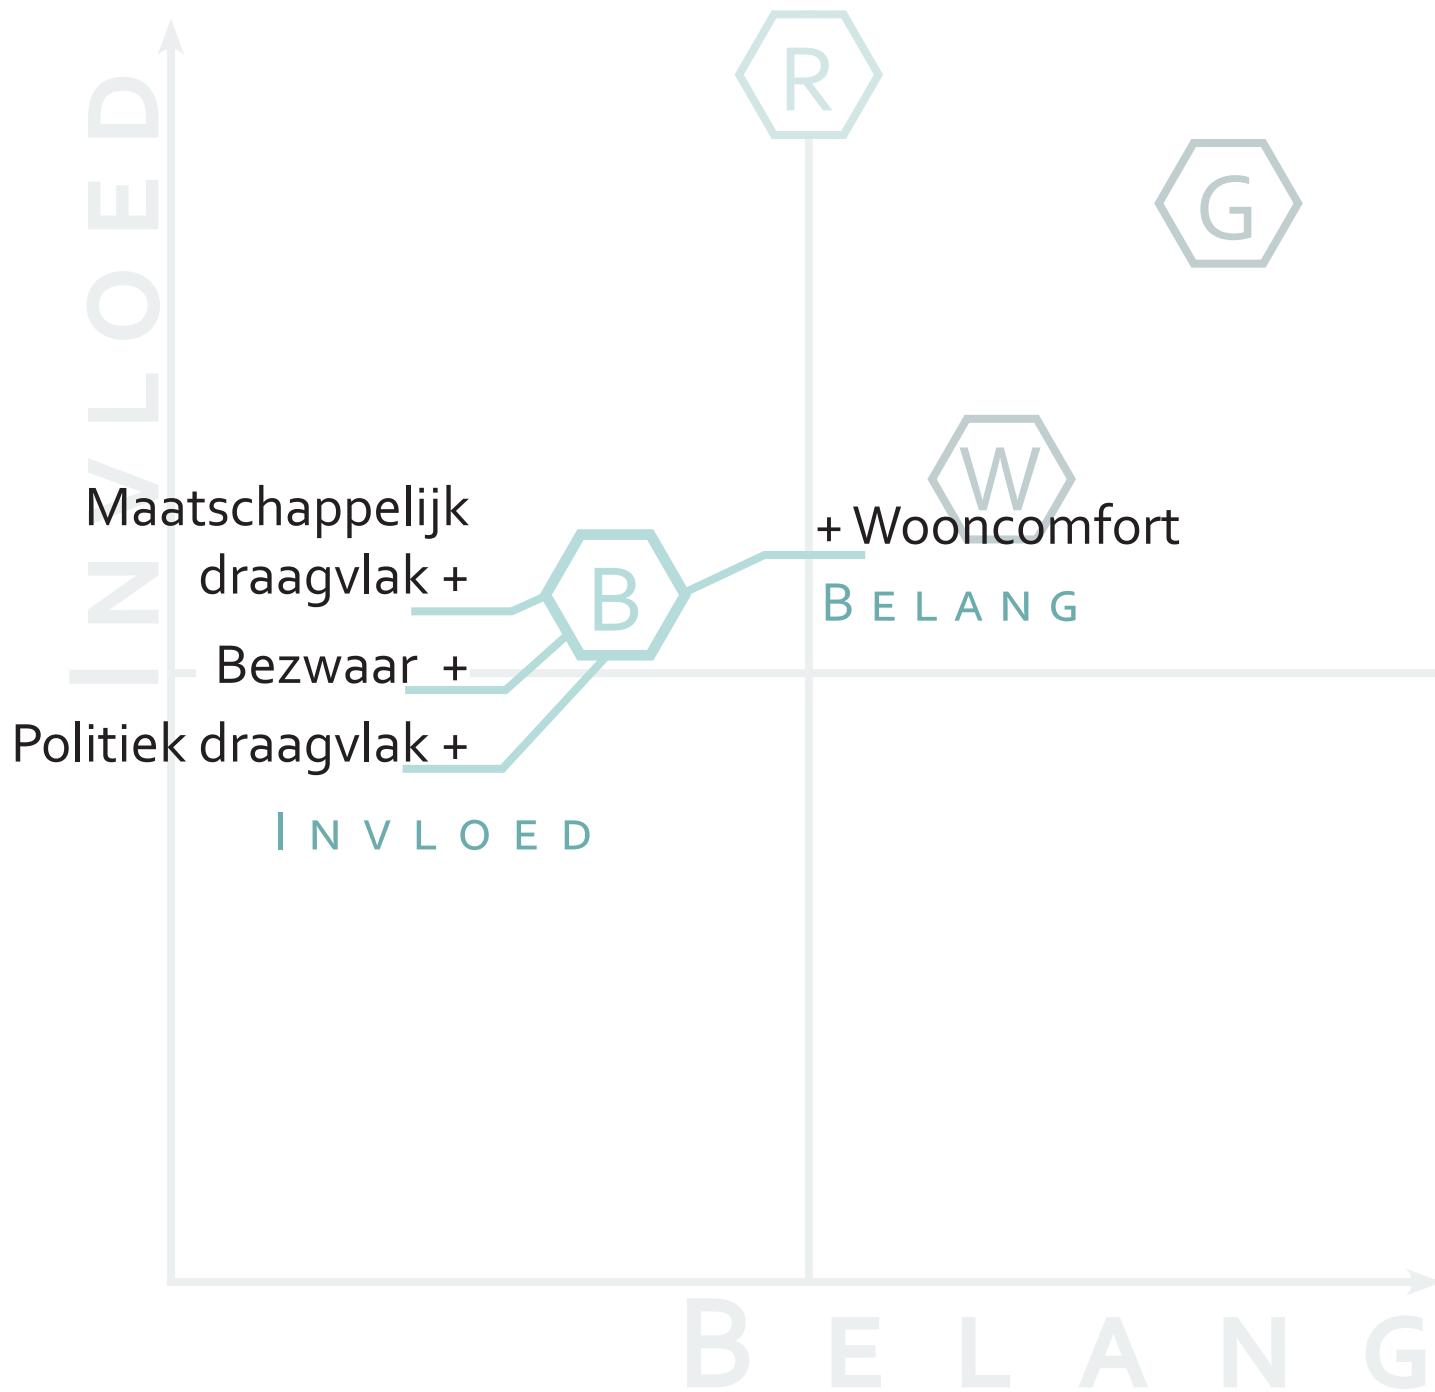 R
G
INVLOED
W
Maatschappelijk
draagvlak +
+ Wooncomfort
B
BELANG
Bezwaar +
Politiek draagvlak +
INVLOED
BELANG